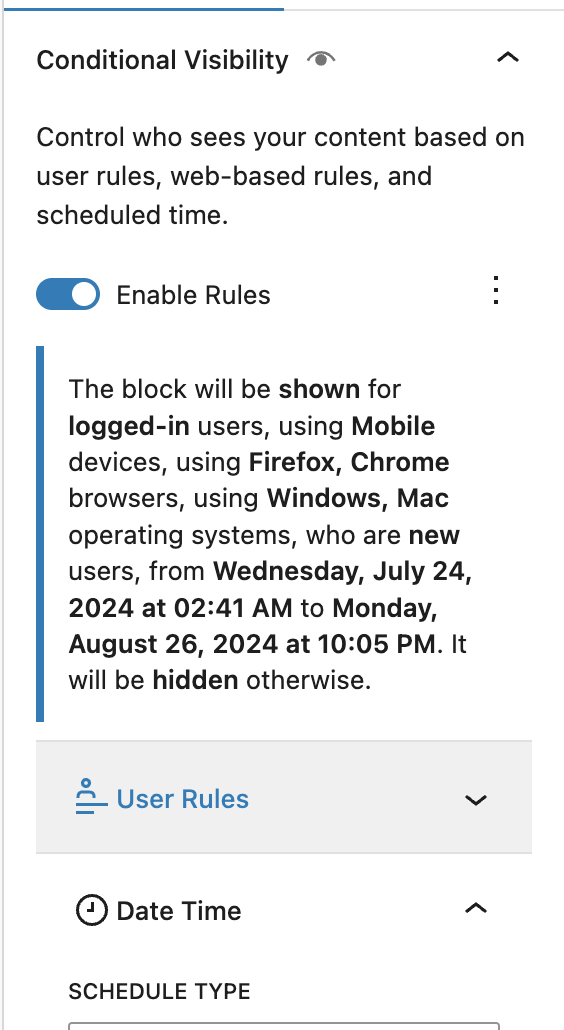 Conditional Visibility
Control who sees your content based on
user rules, web-based rules, and
scheduled time.
Enable Rules
The block will be shown for
logged-in users, using Mobile
devices, using Firefox, Chrome
browsers, using Windows, Mac
operating systems, who are new
users, from Wednesday, July 24,
2024 at 02:41 AM to Monday,
August 26, 2024 at 10:05 PM. It
will be hidden otherwise.
User Rules
Date Time
SCHEDULE TYPE